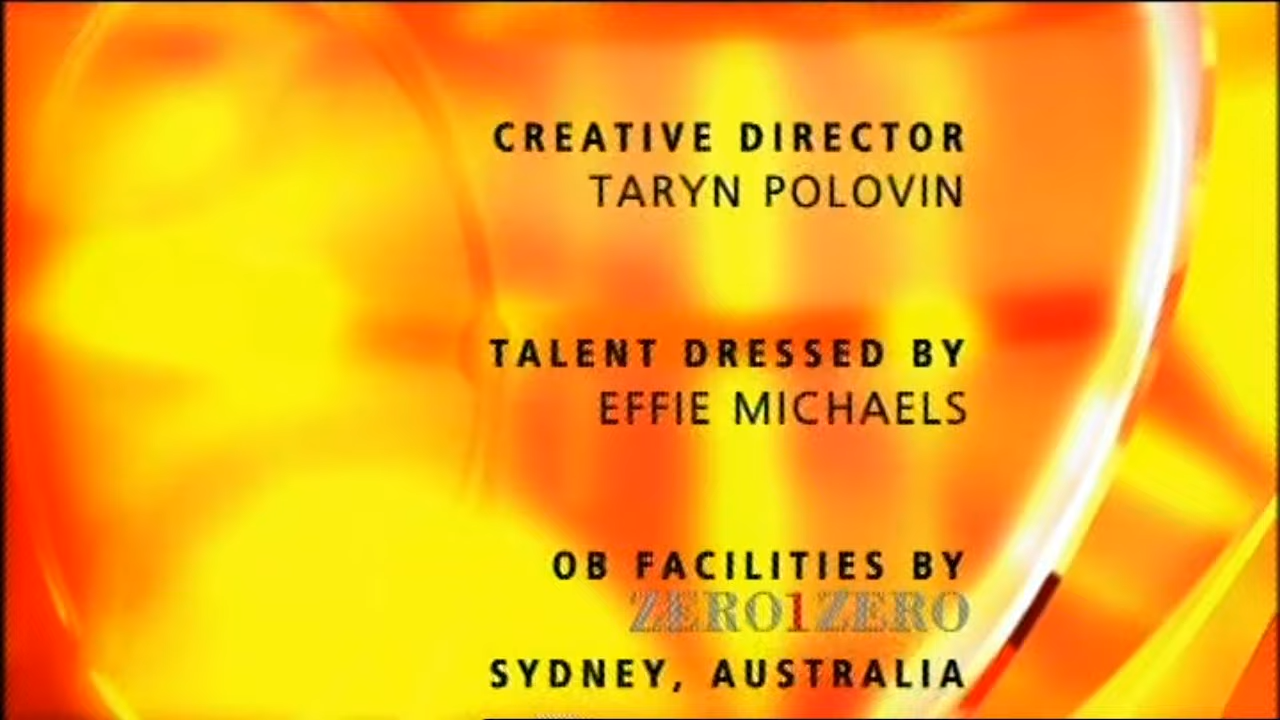 CREATIVE DIRECTOR
TARYN POLOVIN
TALENT DRESSED BY
EFFIE MICHAELS
OB FACILITIES BY
ZERO1ZERO
SYDNEY, AUSTRALIA